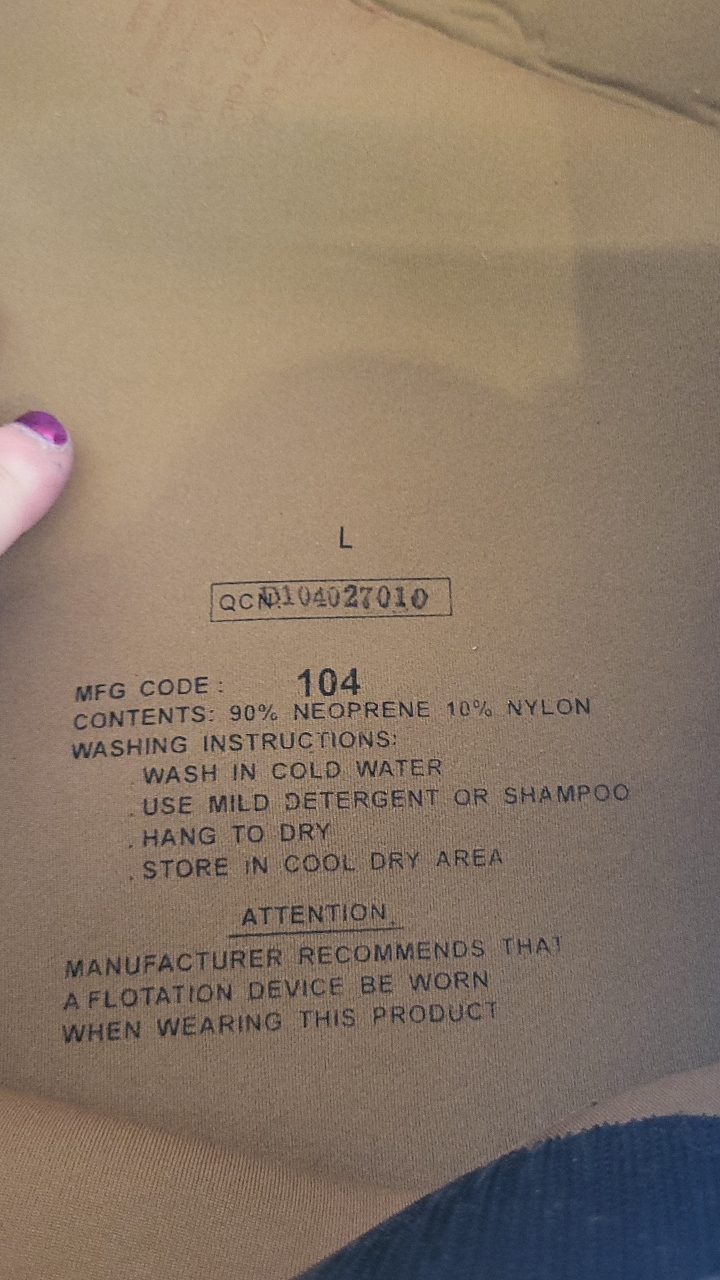 L
QCN D104027010
MFG CODE : 104
CONTENTS: 90% NEOPRENE 10% NYLON
WASHING INSTRUCTIONS:
. WASH IN COLD WATER
. USE MILD DETERGENT OR SHAMPOO
. HANG TO DRY
. STORE IN COOL DRY AREA
ATTENTION
MANUFACTURER RECOMMENDS THAT
A FLOTATION DEVICE BE WORN
WHEN WEARING THIS PRODUCT